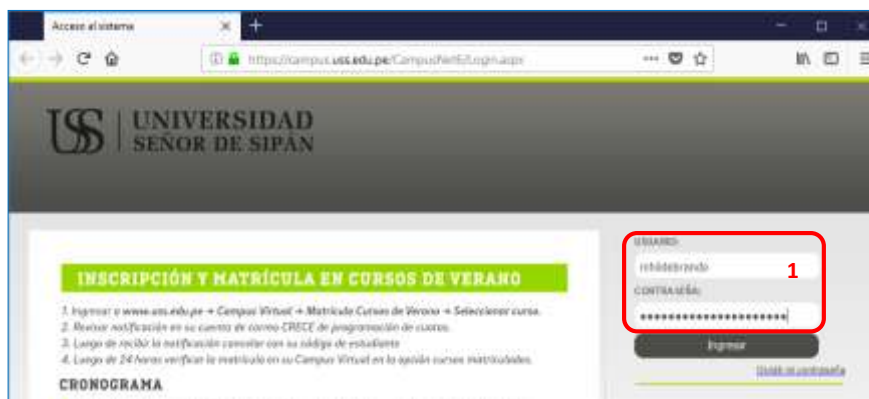 Acceso al sistema
https://campus.uss.edu.pe/CampusNetE/Login.aspx
USS UNIVERSIDAD
SEÑOR DE SIPÁN
USUARIO:
rchildebrando
1
CONTRASEÑA:
Ingresar
Olvidé mi contraseña
INSCRIPCIÓN Y MATRÍCULA EN CURSOS DE VERANO
1. Ingresar a www.uss.edu.pe → Campus Virtual → Matrícula Cursos de Verano → Seleccionar curso.
2. Revisar notificación en su cuenta de correo CRECE de programación de cuotas.
3. Luego de recibir la notificación cancelar con su código de estudiante
4. Luego de 24 horas verificar la matrícula en su Campus Virtual en la opción cursos matriculados.
CRONOGRAMA